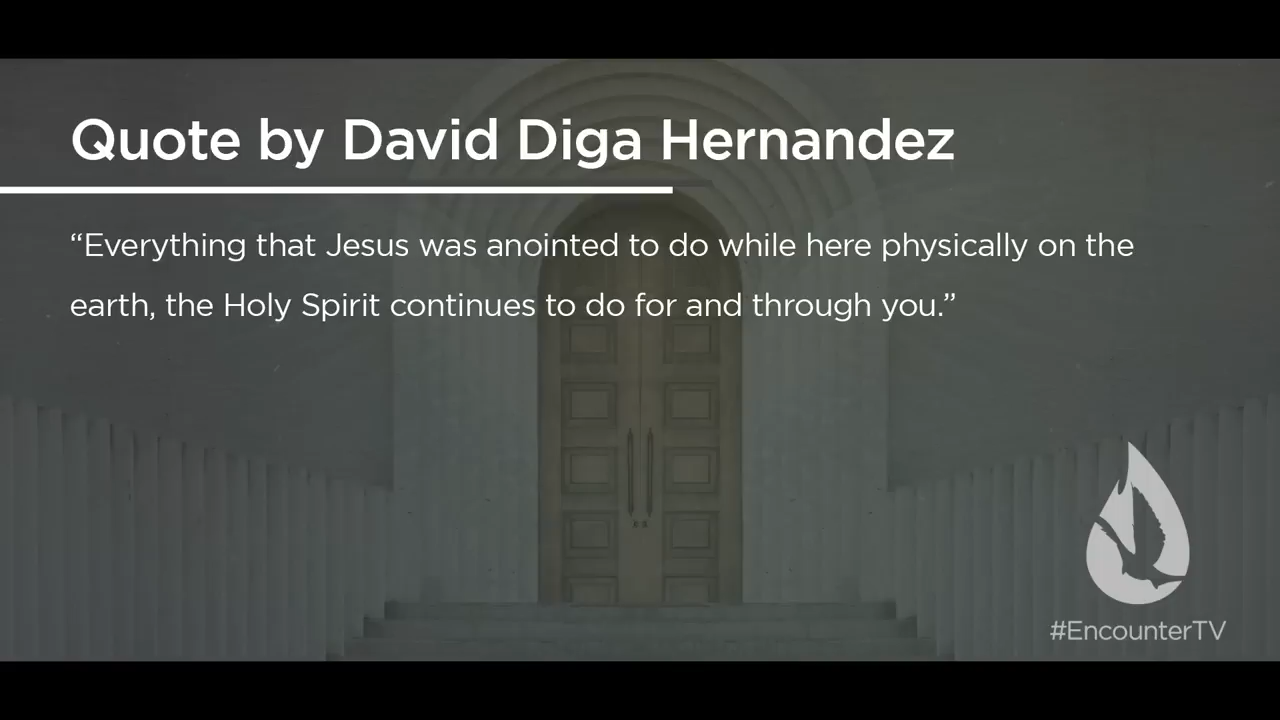 Quote by David Diga Hernandez
“Everything that Jesus was anointed to do while here physically on the
earth, the Holy Spirit continues to do for and through you.”
#EncounterTV